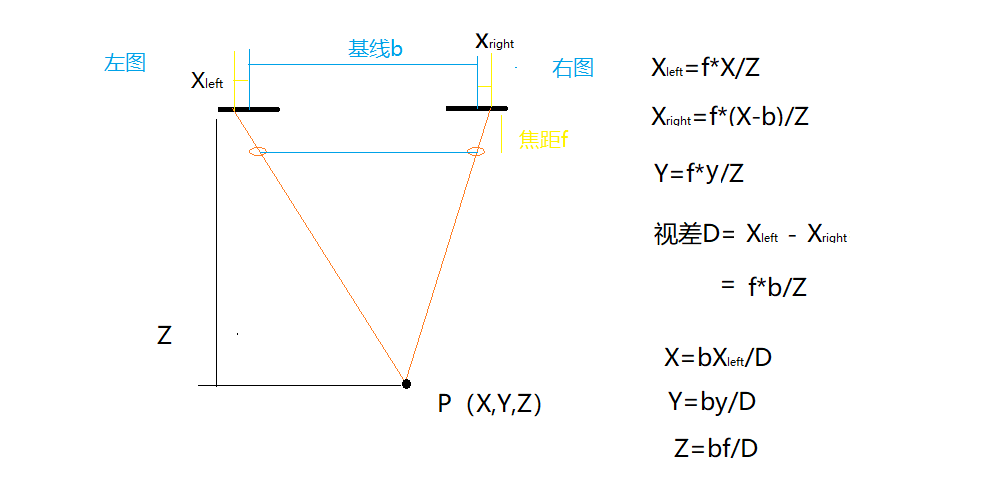 左图
基线b
Xright
右图
Xleft
焦距f
Z
P（X,Y,Z）
Xleft=f*X/Z
Xright=f*(X-b)/Z
Y=f*y/Z
视差D= Xleft - Xright
= f*b/Z
X=bXleft/D
Y=by/D
Z=bf/D